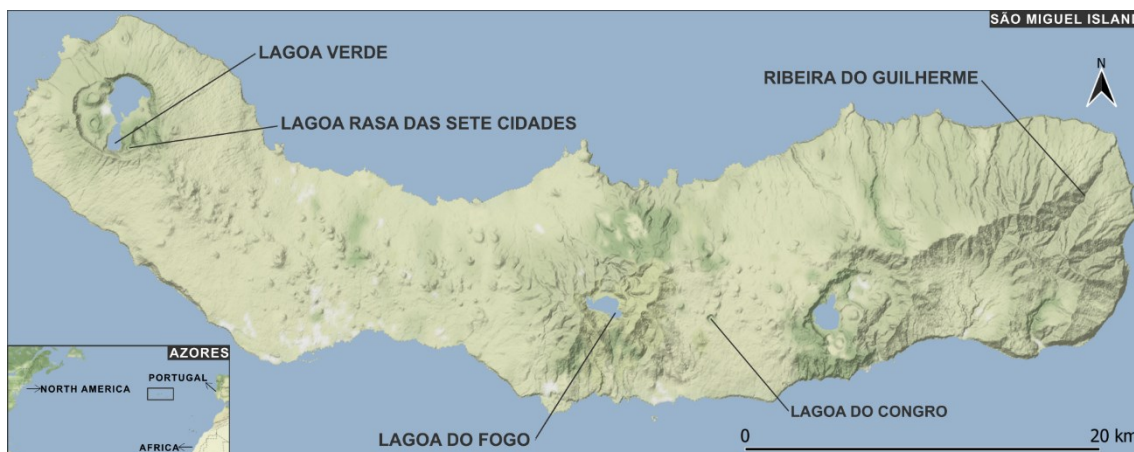 SÃO MIGUEL ISLAND
LAGOA VERDE
N
RIBEIRA DO GUILHERME
LAGOA RASA DAS SETE CIDADES
AZORES
NORTH AMERICA
PORTUGAL
AFRICA
LAGOA DO FOGO
LAGOA DO CONGRO
0
20 km